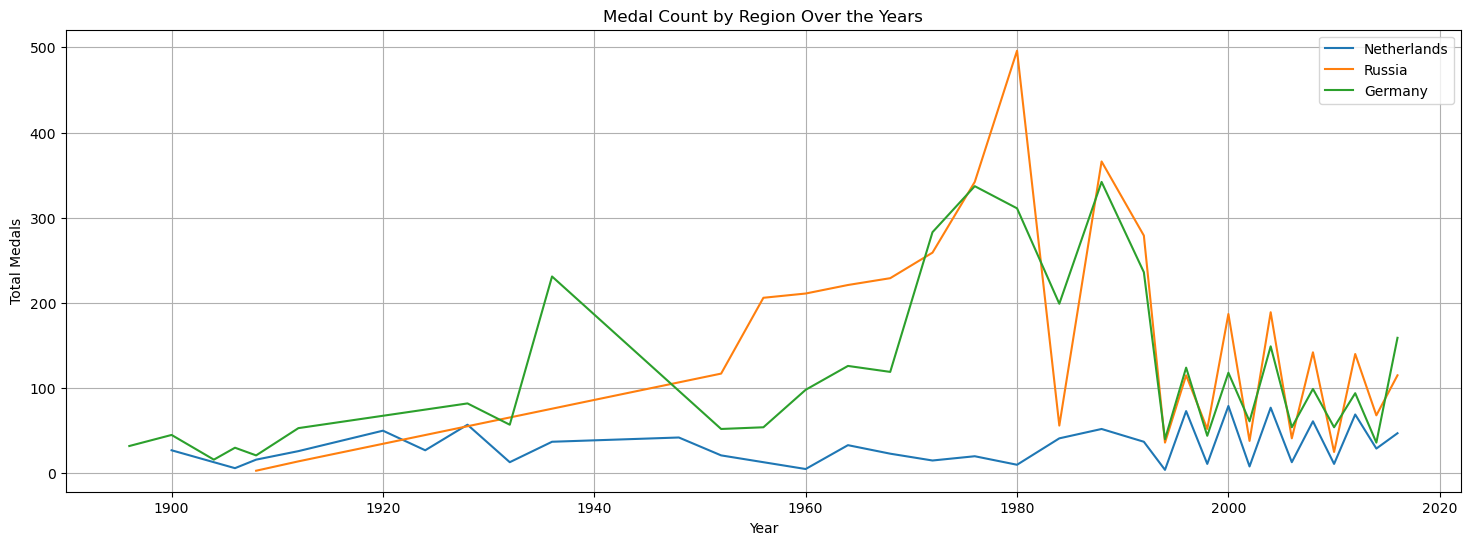 Medal Count by Region Over the Years
Total Medals
500
400
300
200
100
0
Netherlands
Russia
Germany
1900 1920 1940 1960 1980 2000 2020
Year